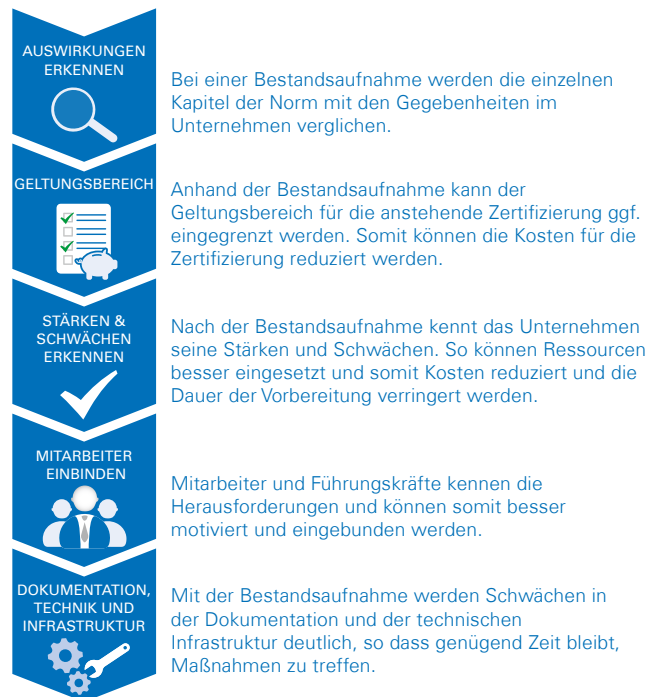 AUSWIRKUNGEN
ERKENNEN
Bei einer Bestandsaufnahme werden die einzelnen
Kapitel der Norm mit den Gegebenheiten im
Unternehmen verglichen.
GELTUNGSBEREICH
Anhand der Bestandsaufnahme kann der
Geltungsbereich für die anstehende Zertifizierung ggf.
eingegrenzt werden. Somit können die Kosten für die
Zertifizierung reduziert werden.
STÄRKEN &
SCHWÄCHEN
ERKENNEN
Nach der Bestandsaufnahme kennt das Unternehmen
seine Stärken und Schwächen. So können Ressourcen
besser eingesetzt und somit Kosten reduziert und die
Dauer der Vorbereitung verringert werden.
MITARBEITER
EINBINDEN
Mitarbeiter und Führungskräfte kennen die
Herausforderungen und können somit besser
motiviert und eingebunden werden.
DOKUMENTATION,
TECHNIK UND
INFRASTRUKTUR
Mit der Bestandsaufnahme werden Schwächen in
der Dokumentation und der technischen
Infrastruktur deutlich, so dass genügend Zeit bleibt,
Maßnahmen zu treffen.